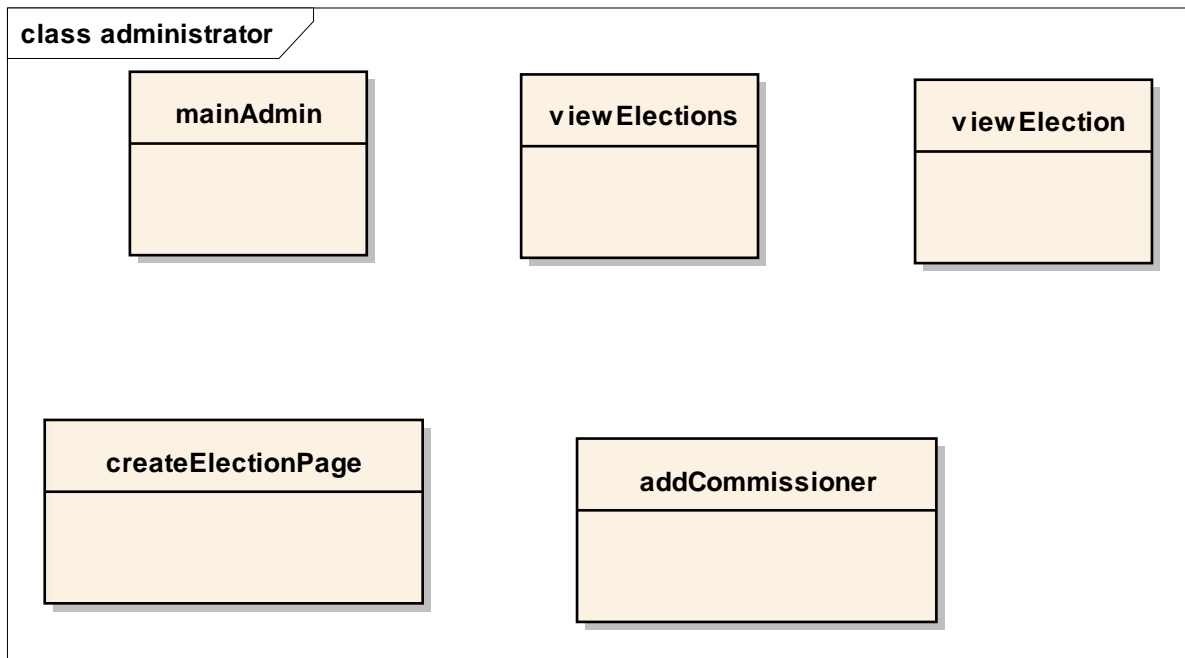 class administrator
mainAdmin
viewElections
viewElection
createElectionPage
addCommissioner